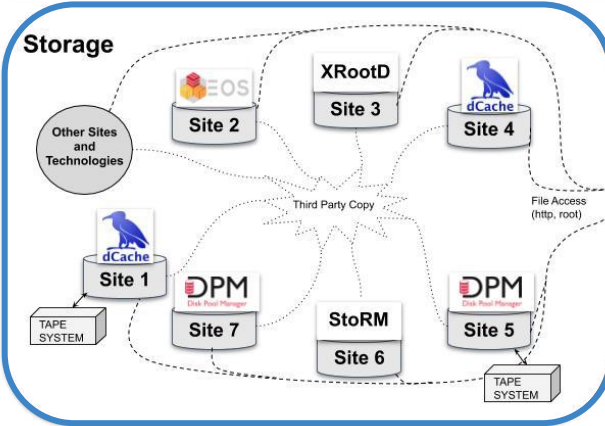 Storage
EOS
Site 2
XRootD
Site 3
dCache
Site 4
Other Sites
and
Technologies
Third Party Copy
File Access
(http, root)
dCache
Site 1
DPM
Disk Pool Manager
Site 7
StoRM
Site 6
DPM
Disk Pool Manager
Site 5
TAPE
SYSTEM
TAPE
SYSTEM